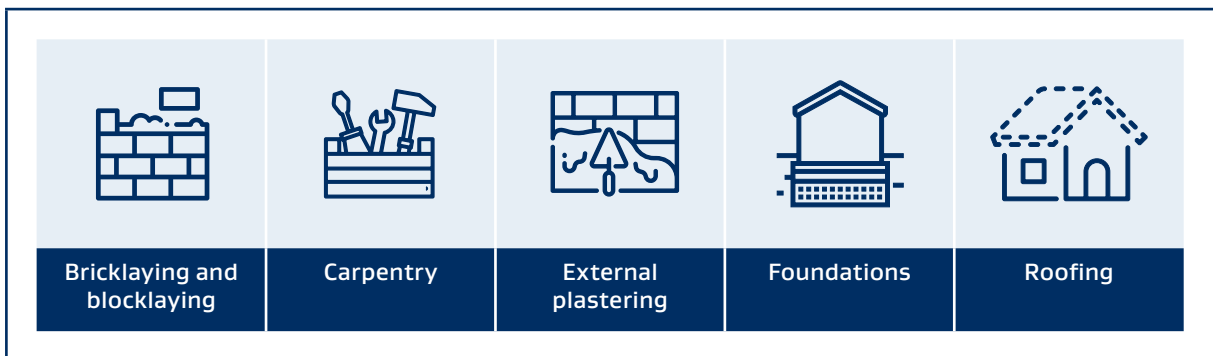 Bricklaying and
blocklaying
Carpentry
External
plastering
Foundations
Roofing